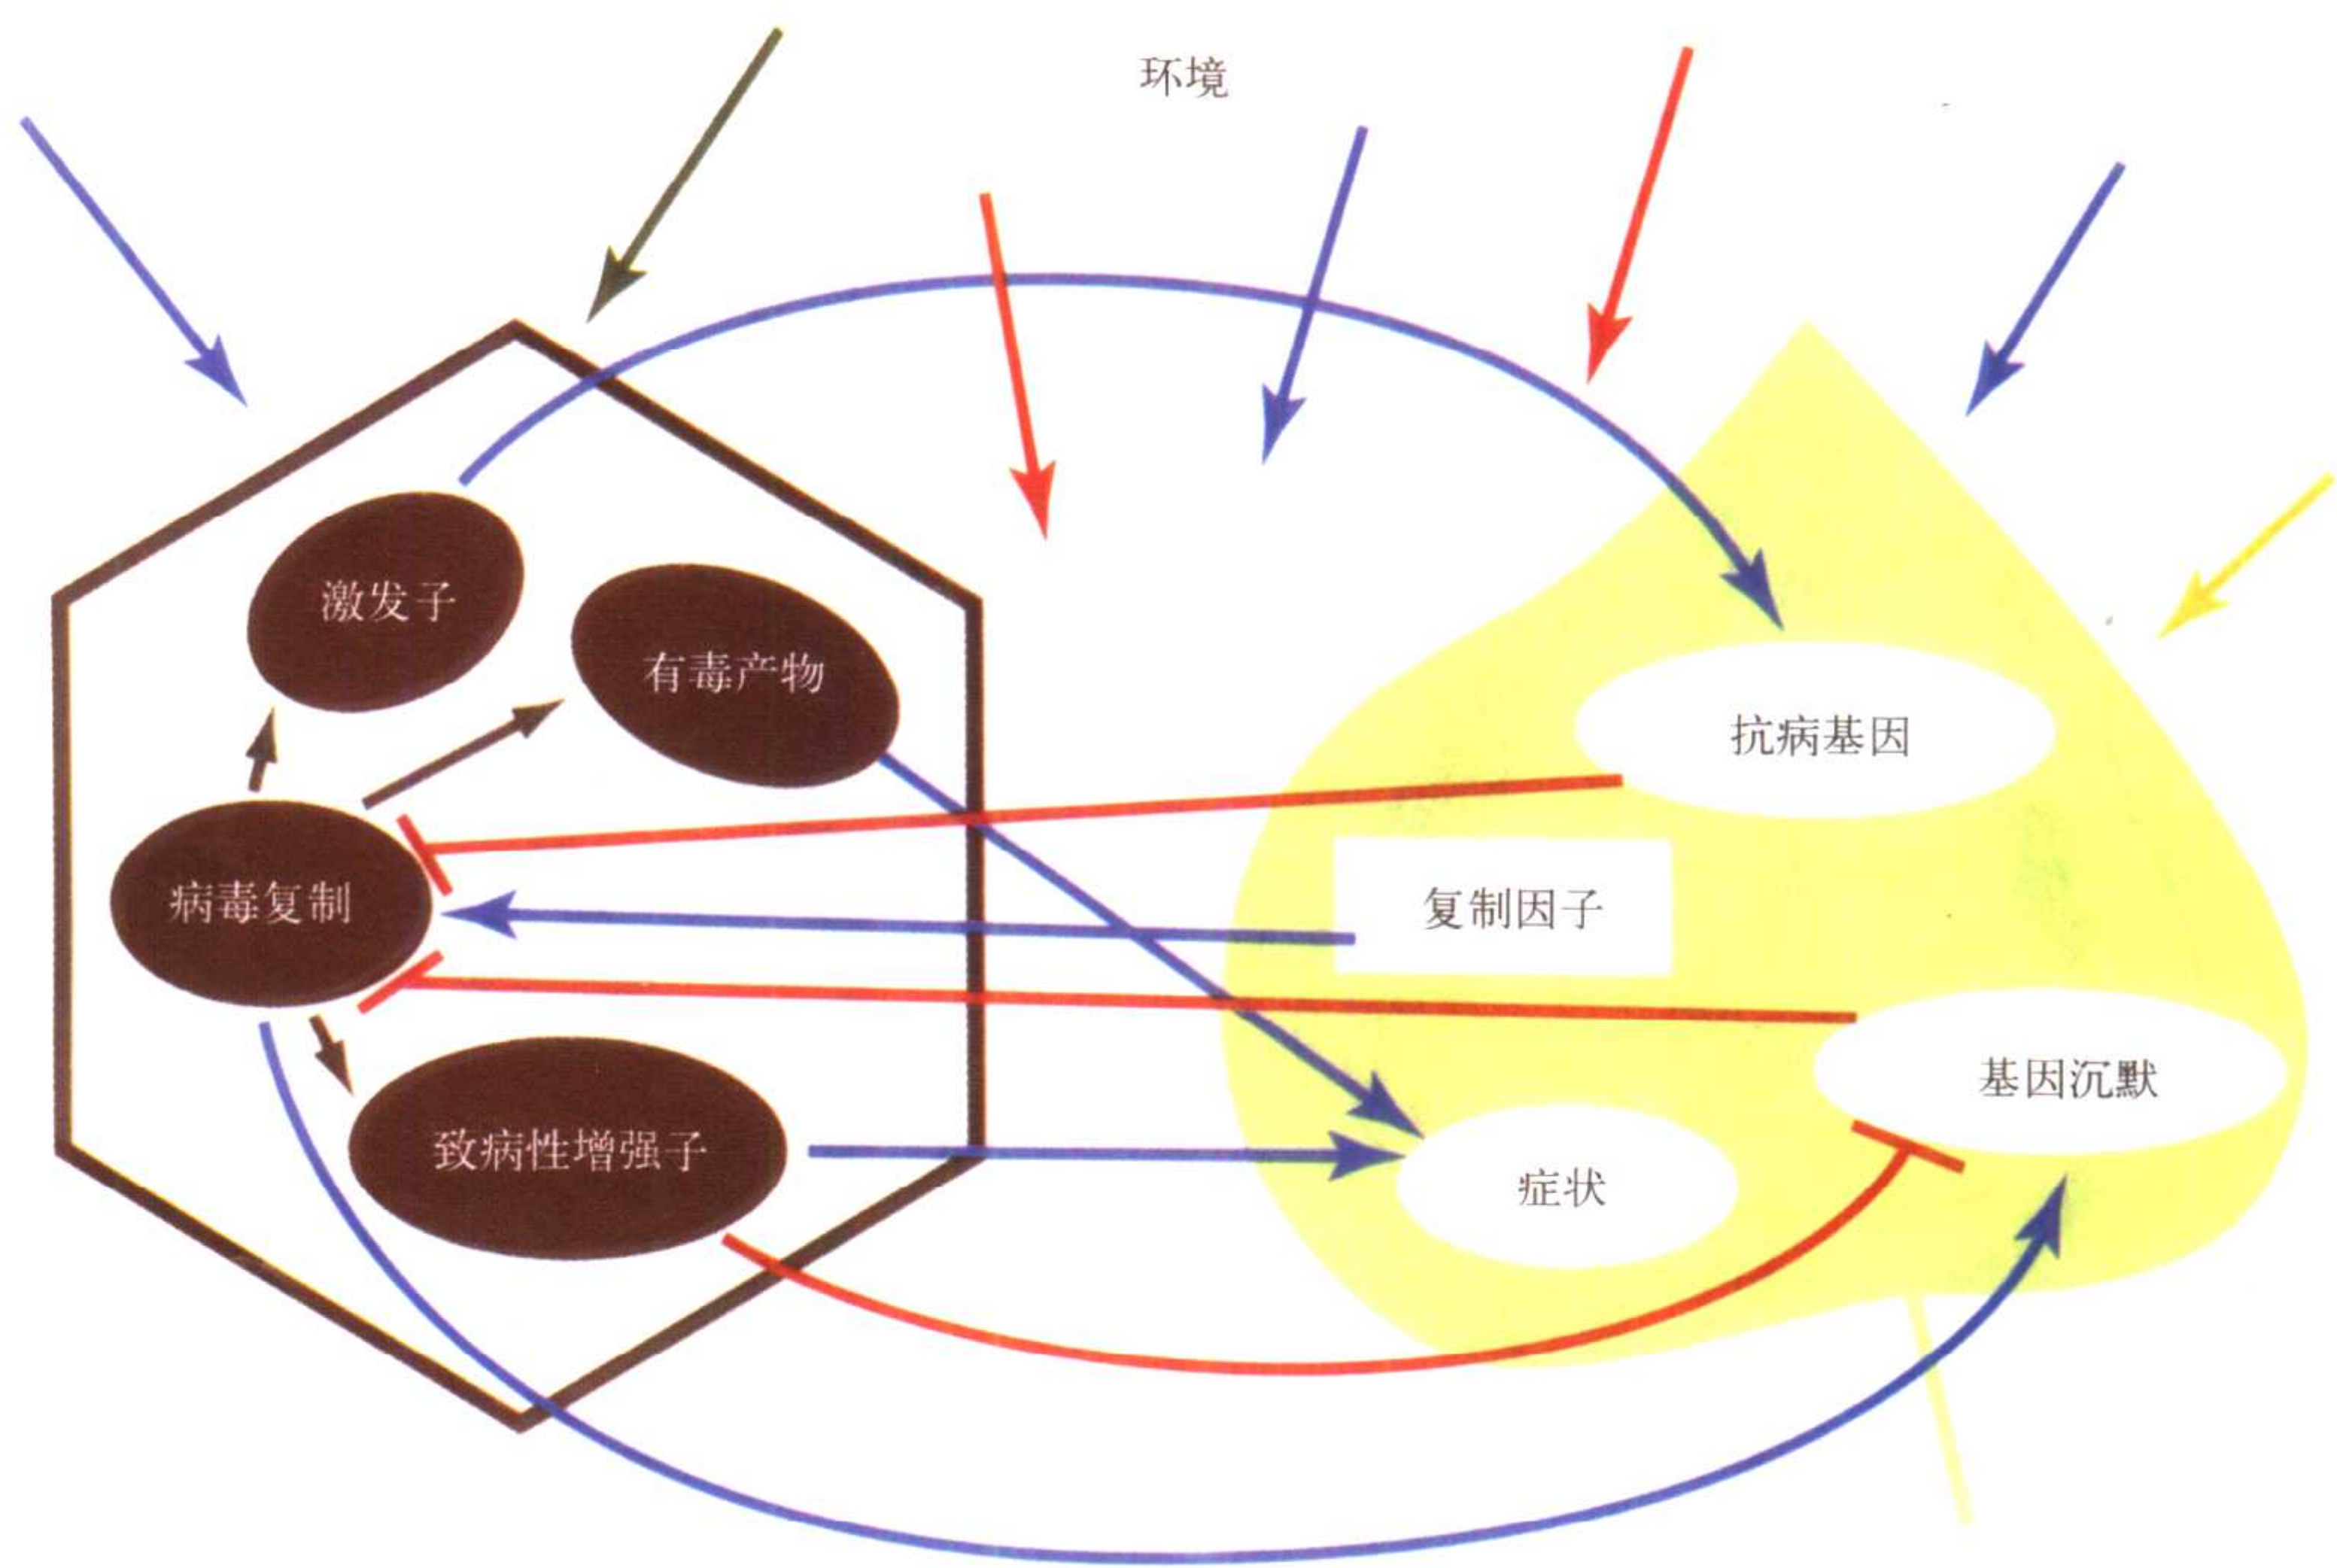 环境
激发子
有毒产物
抗病基因
病毒复制
复制因子
基因沉默
致病性增强子
症状